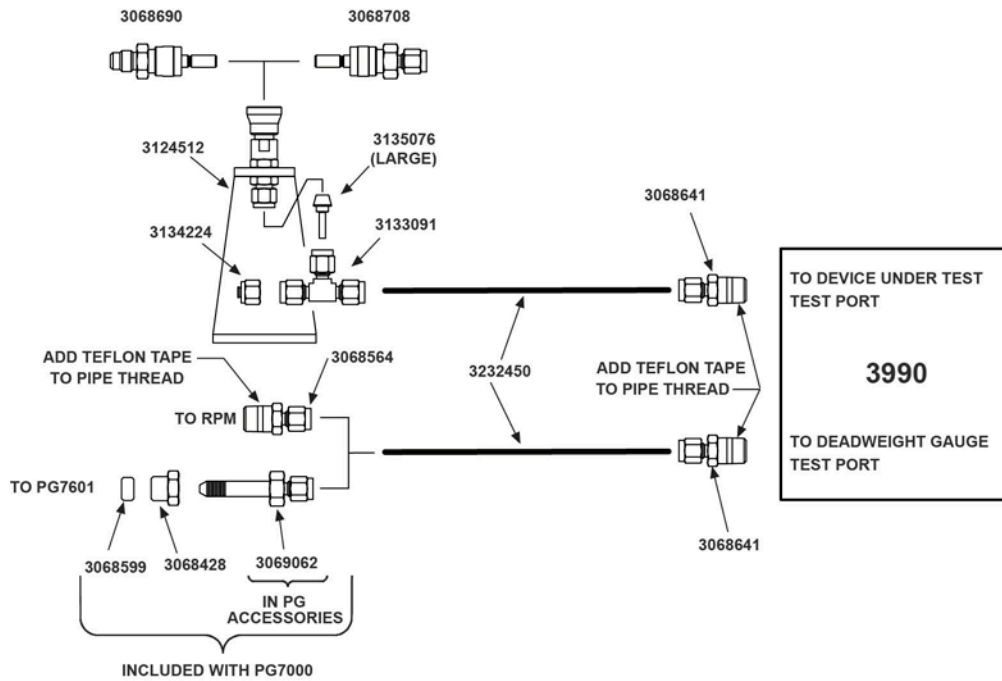 3068690
3068708
3124512
3135076
(LARGE)
3134224
3133091
3068641
TO DEVICE UNDER TEST
TEST PORT
ADD TEFLON TAPE
TO PIPE THREAD
3068564
3232450
ADD TEFLON TAPE
TO PIPE THREAD
3990
TO RPM
TO DEADWEIGHT GAUGE
TEST PORT
TO PG7601
3068599
3068428
3069062
3068641
IN PG
ACCESSORIES
INCLUDED WITH PG7000